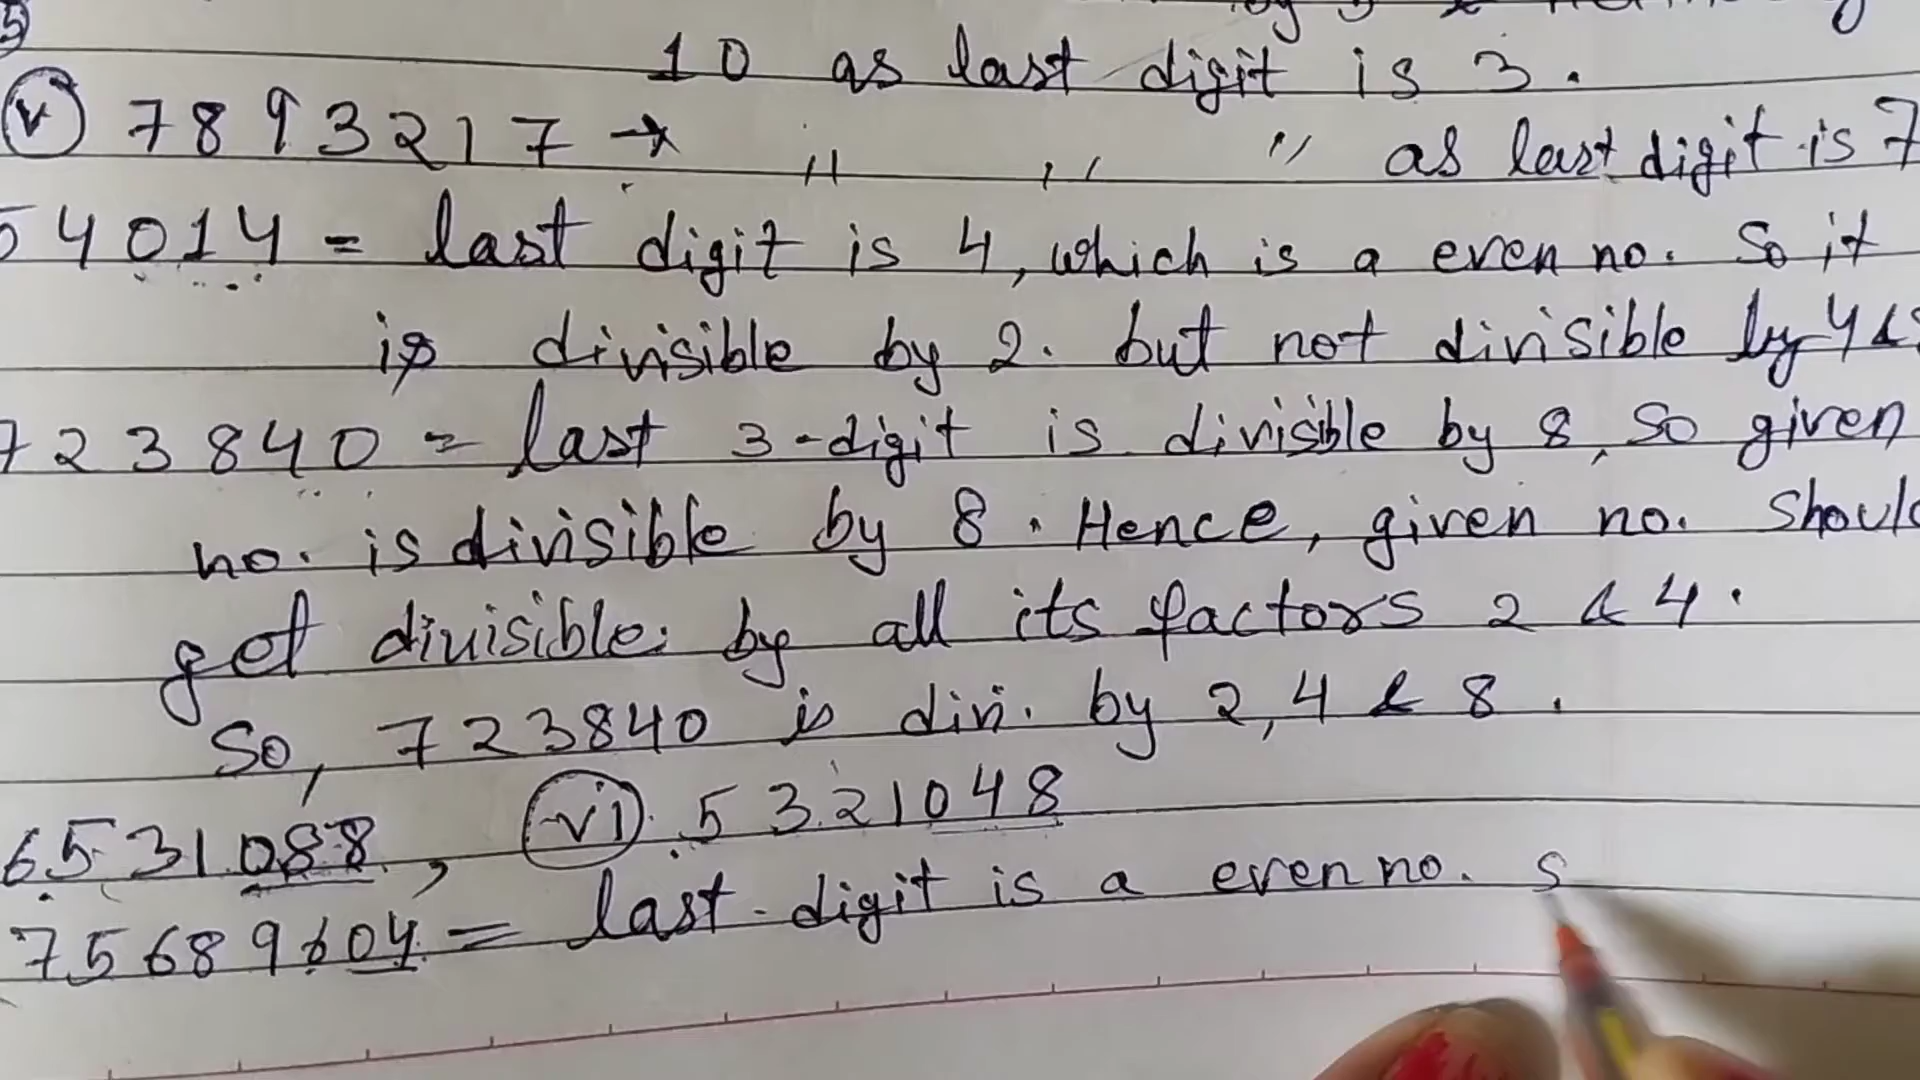 10 as last digit is 3.
v 7893217 → " " " as last digit is 7
4014 = last digit is 4, which is a even no. So it
is divisible by 2. but not divisible by 4 &
723840 = last 3-digit is divisible by 8, So given
no. is divisible by 8. Hence, given no. Should
get divisible by all its factors 2 & 4.
So, 723840 is div. by 2, 4 & 8.
6531088, vi 5321048
75689604 = last digit is a even no. S